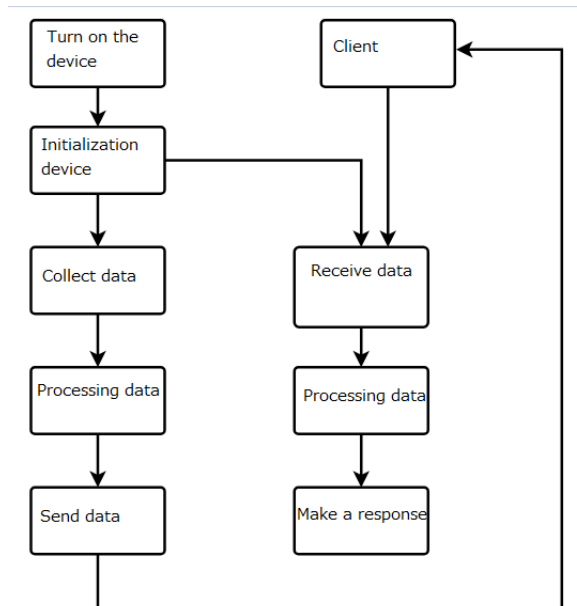 Turn on the
device
Client
Initialization
device
Collect data
Receive data
Processing data
Processing data
Send data
Make a response